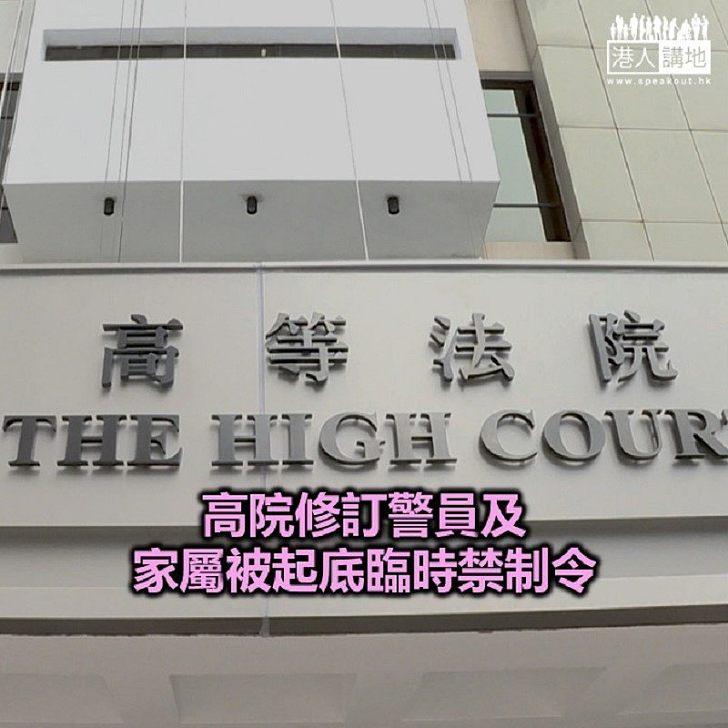 港人講地
www.speakout.hk
高等法院
THE HIGH COURT
高院修訂警員及
家屬被起底臨時禁制令